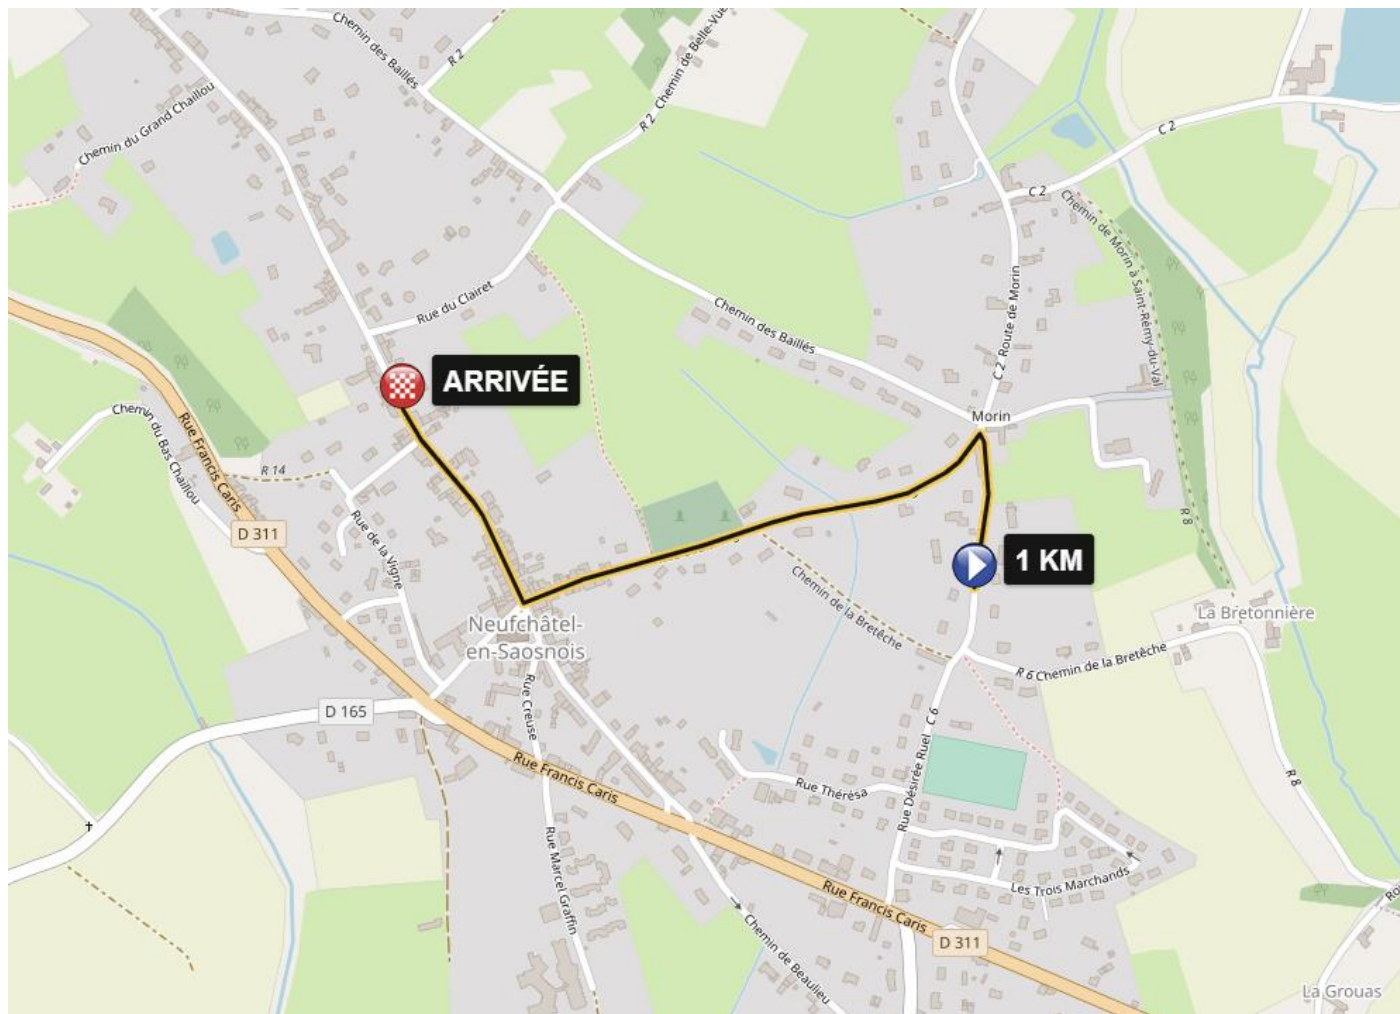 Chemin des Baillés
R 2
Chemin de Belle-Vue
R 2
C 2
Chemin du Grand Chaillou
C 2
Chemin de Morin à Saint-Rémy-du-Val
Rue du Clairet
Chemin des Baillés
C 2 Route de Morin
ARRIVÉE
Morin
Chemin du Bas Chaillou
Rue Francis Caris
R 14
R 8
D 311
Rue de la Vigne
1 KM
Chemin de la Bretêche
La Bretonnière
Neufchâtel-
en-Saosnois
R 6 Chemin de la Bretêche
D 165
Rue Creuse
Rue Désirée Ruel
C 6
Rue Francis Caris
Rue Thérésa
R 8
Rue Marcel Graffin
Les Trois Marchands
Rue Francis Caris
D 311
Chemin de Beaulieu
La Grouas